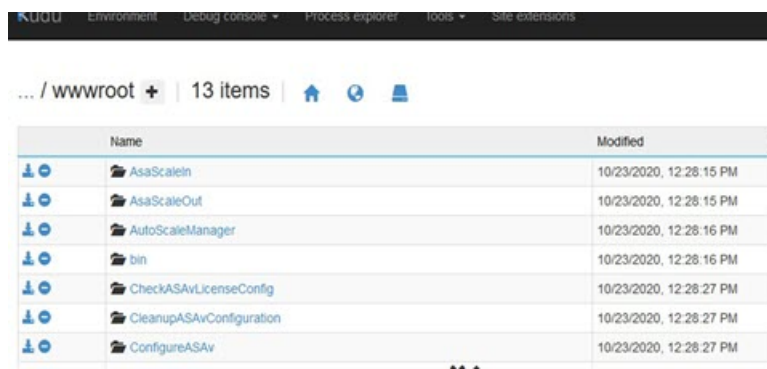 Kudu Environment Debug console Process explorer Tools Site extensions
... / wwwroot + 13 items
Name Modified
AsaScaleIn 10/23/2020, 12:28:15 PM
AsaScaleOut 10/23/2020, 12:28:15 PM
AutoScaleManager 10/23/2020, 12:28:16 PM
bin 10/23/2020, 12:28:16 PM
CheckASAvLicenseConfig 10/23/2020, 12:28:27 PM
CleanupASAvConfiguration 10/23/2020, 12:28:27 PM
ConfigureASAv 10/23/2020, 12:28:27 PM